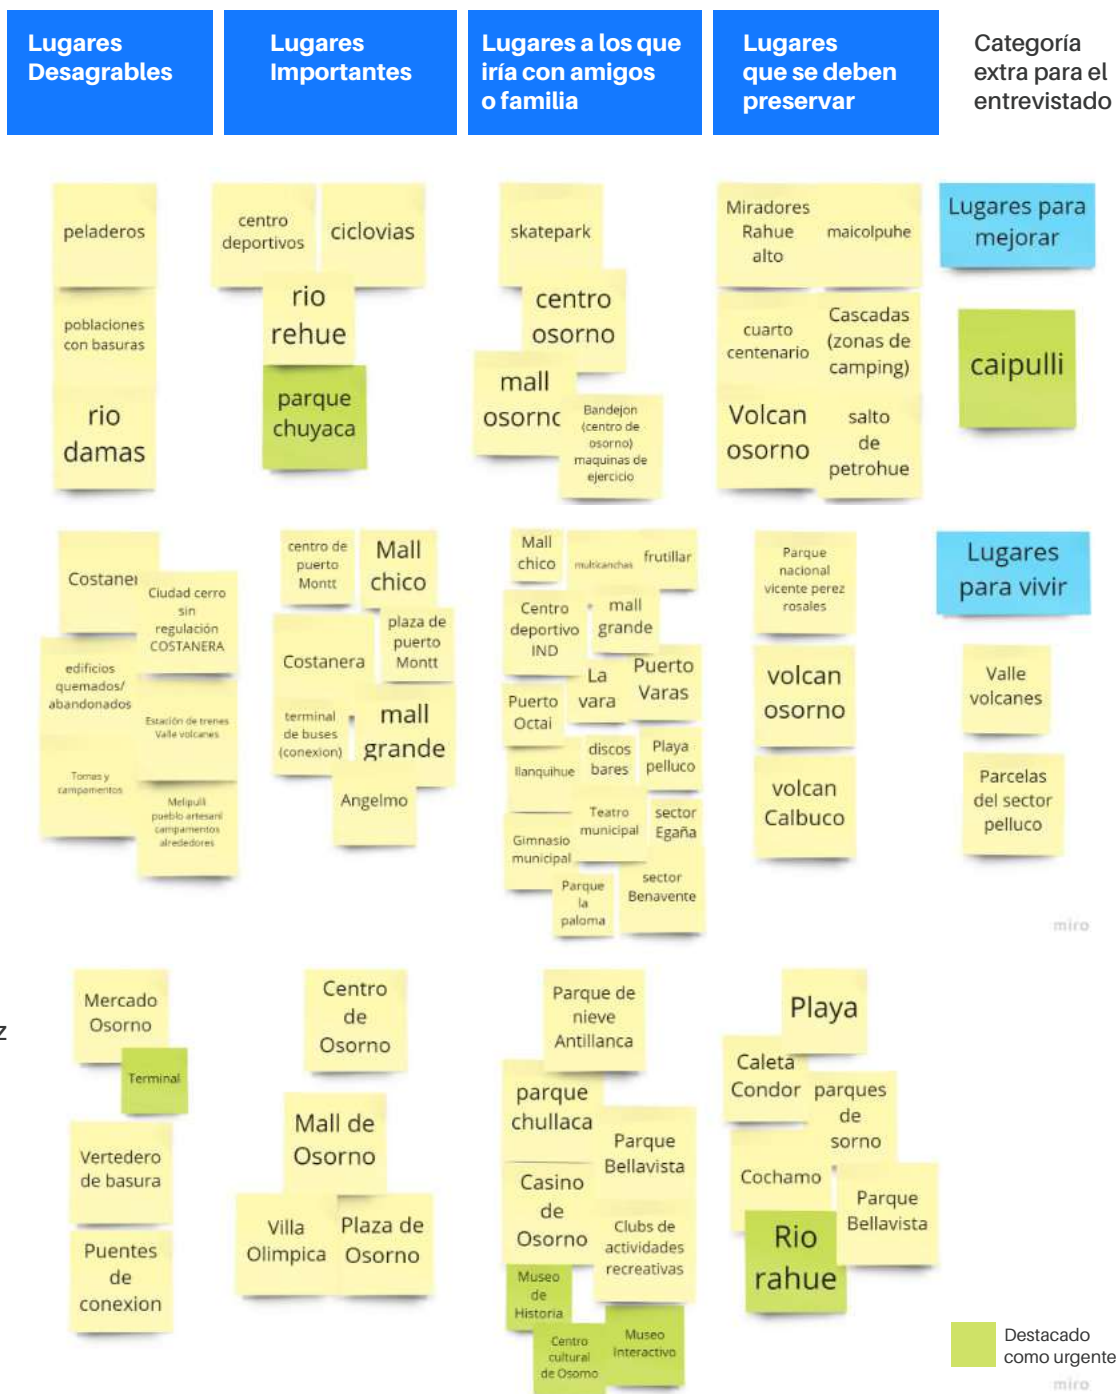 Lugares
Desagrables
Lugares
Importantes
Lugares a los que
iría con amigos
o familia
Lugares
que se deben
preservar
Categoría
extra para el
entrevistado
peladeros
poblaciones
con basuras
rio
damas
centro
deportivos
ciclovias
rio
rehue
parque
chuyaca
skatepark
centro
osorno
mall
osorno
Bandejon
(centro de
osorno)
maquinas de
ejercicio
Miradores
Rahue
alto
maicolpuhe
cuarto
centenario
Cascadas
(zonas de
camping)
Volcan
osorno
salto
de
petrohue
Lugares para
mejorar
caipulli
Costaner
Ciudad cerro
sin
regulación
COSTANERA
edificios
quemados/
abandonados
Estación de trenes
Valle volcanes
Tomas y
campamentos
Melipulli
pueblo artesani
campamentos
alrededores
centro de
puerto
Montt
Mall
chico
plaza de
puerto
Montt
Costanera
terminal
de buses
(conexion)
mall
grande
Angelmo
Mall
chico
multicanchas
frutillar
Centro
deportivo
IND
mall
grande
La
vara
Puerto
Varas
Puerto
Octai
llanquihue
discos
bares
Playa
pelluco
Teatro
municipal
sector
Egaña
Gimnasio
municipal
Parque
la
paloma
sector
Benavente
Parque
nacional
vicente perez
rosales
volcan
osorno
volcan
Calbuco
Lugares
para vivir
Valle
volcanes
Parcelas
del sector
pelluco
miro
z
Mercado
Osorno
Terminal
Vertedero
de basura
Puentes
de
conexion
Centro
de
Osorno
Mall de
Osorno
Villa
Olimpica
Plaza de
Osorno
Parque de
nieve
Antillanca
parque
chullaca
Parque
Bellavista
Casino
de
Osorno
Clubs de
actividades
recreativas
Museo
de
Historia
Centro
cultural
de Osorno
Museo
Interactivo
Playa
Caleta
Condor
parques
de
sorno
Cochamo
Parque
Bellavista
Rio
rahue
Destacado
como urgente
miro